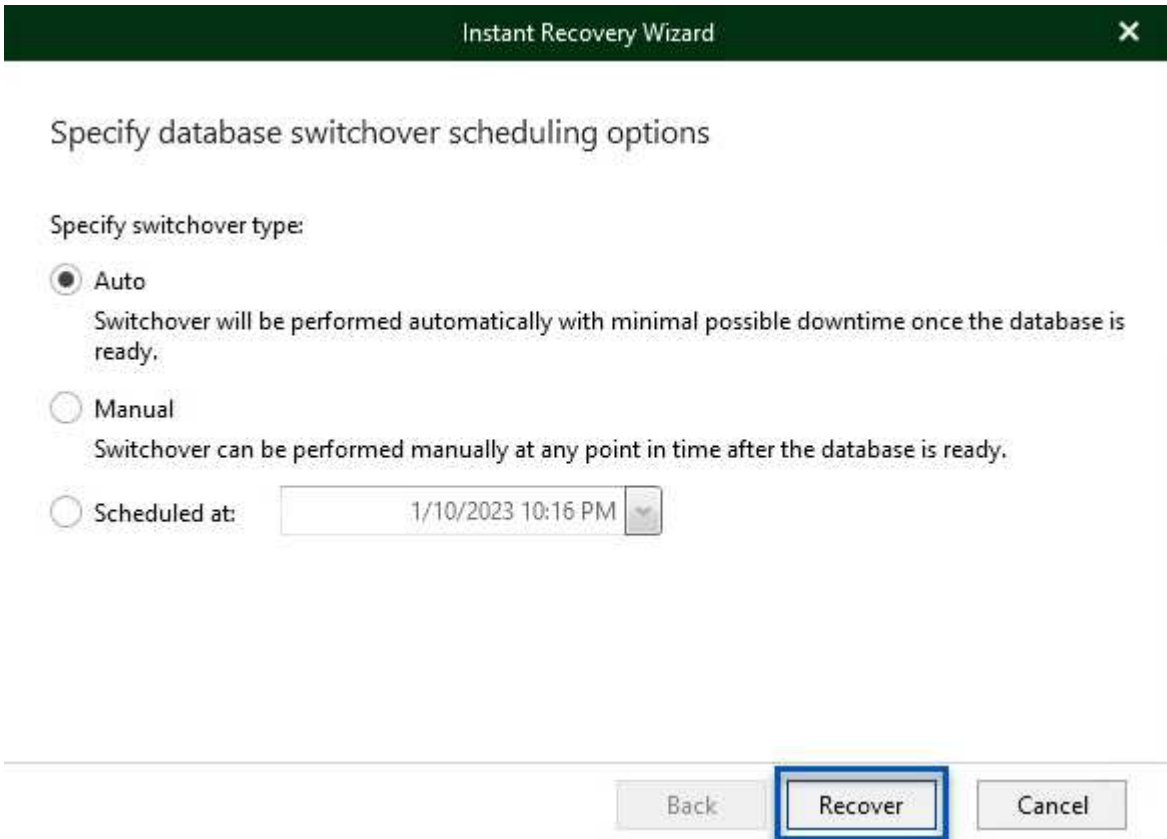 Instant Recovery Wizard
Specify database switchover scheduling options
Specify switchover type:
Auto
Switchover will be performed automatically with minimal possible downtime once the database is
ready.
Manual
Switchover can be performed manually at any point in time after the database is ready.
Scheduled at: 1/10/2023 10:16 PM
Back Recover Cancel